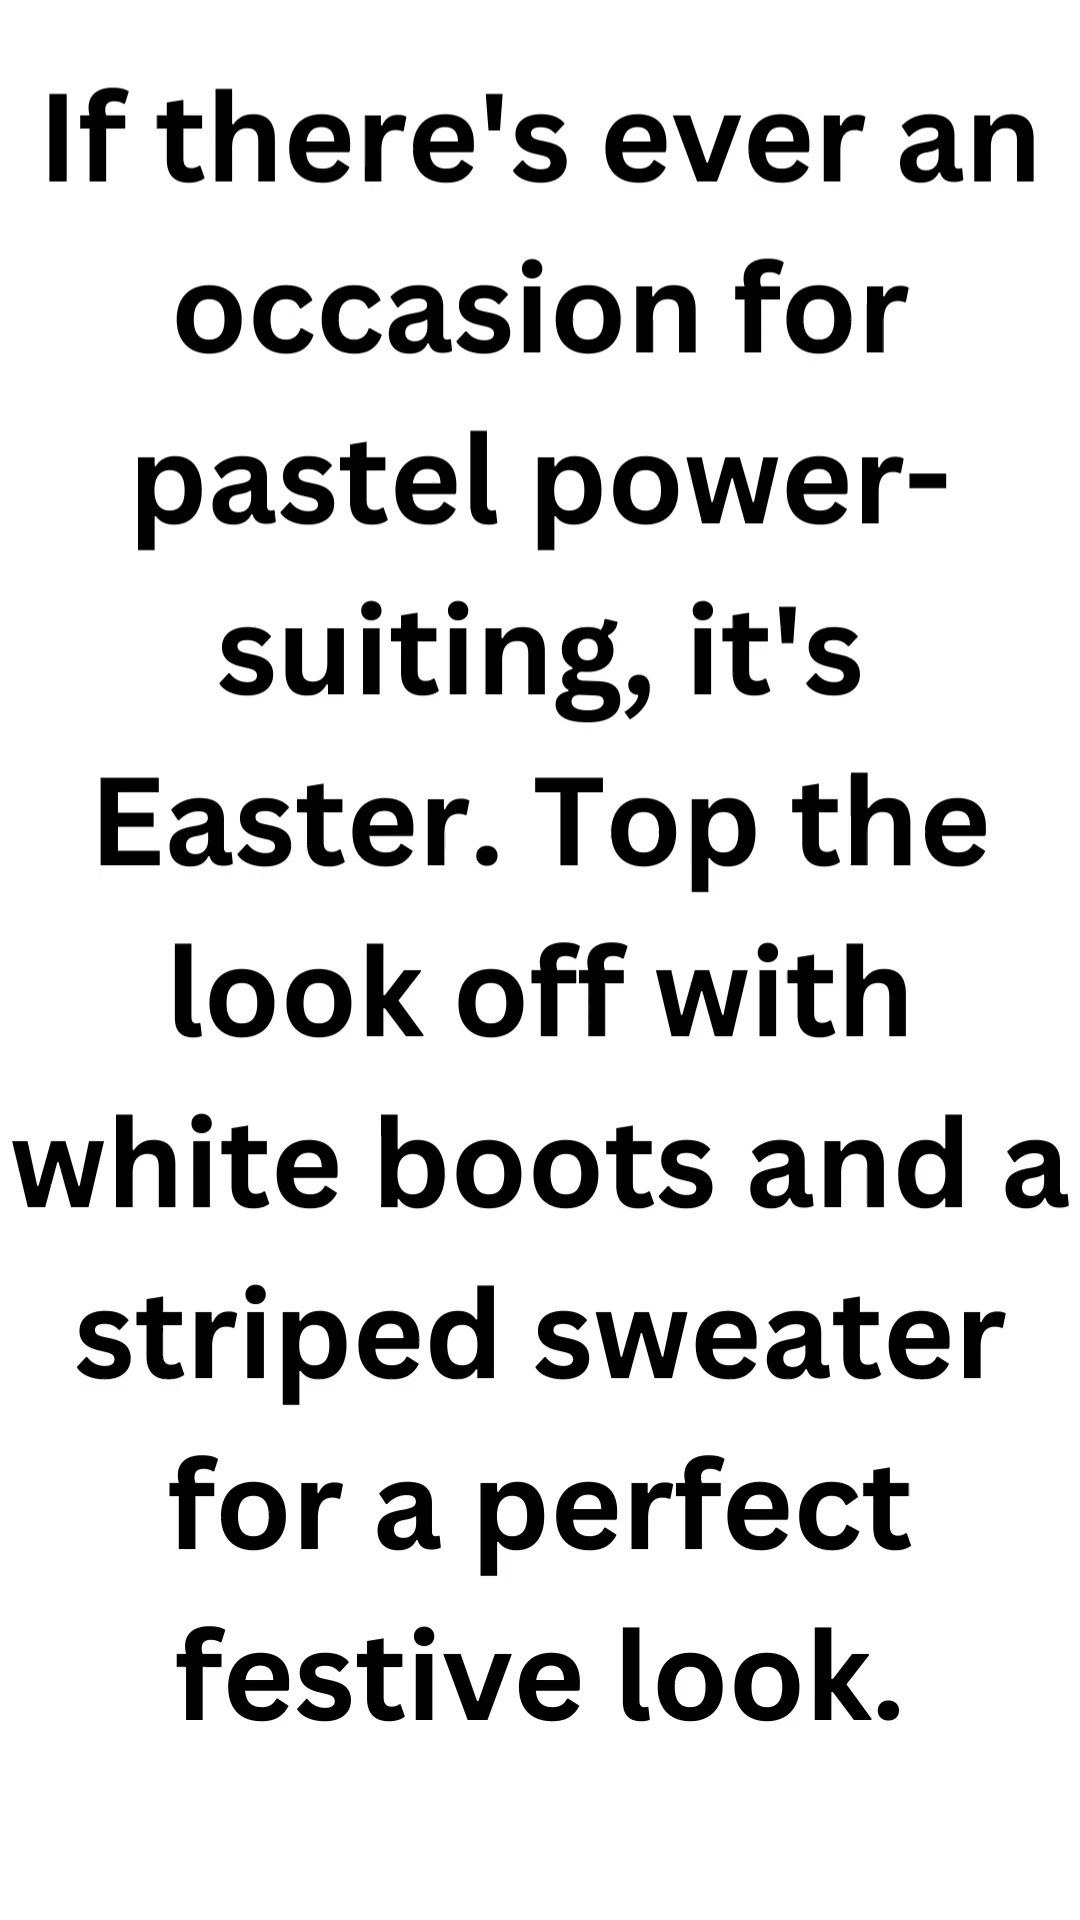 If there's ever an
occasion for
pastel power-
suiting, it's
Easter. Top the
look off with
white boots and a
striped sweater
for a perfect
festive look.